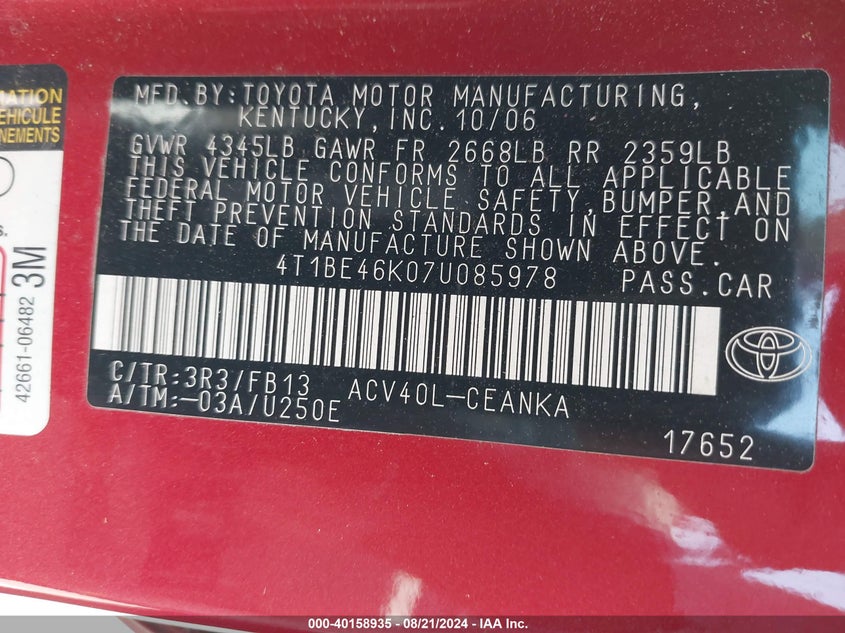 MFD.BY:TOYOTA MOTOR MANUFACTURING,
KENTUCKY,INC.10/06
GVWR 4345LB GAWR FR 2668LB RR 2359LB
THIS VEHICLE CONFORMS TO ALL APPLICABLE
FEDERAL MOTOR VEHICLE SAFETY,BUMPER,AND
THEFT PREVENTION STANDARDS IN EFFECT ON
THE DATE OF MANUFACTURE SHOWN ABOVE.
4T1BE46K07U085978 PASS.CAR
C/TR:3R3/FB13 ACV40L-CEANKA
A/TM:-03A/U250E
17652
MATION
VEHICULE
NEMENTS
s.
42661-06482 3M
000-40158935 - 08/21/2024 - IAA Inc.